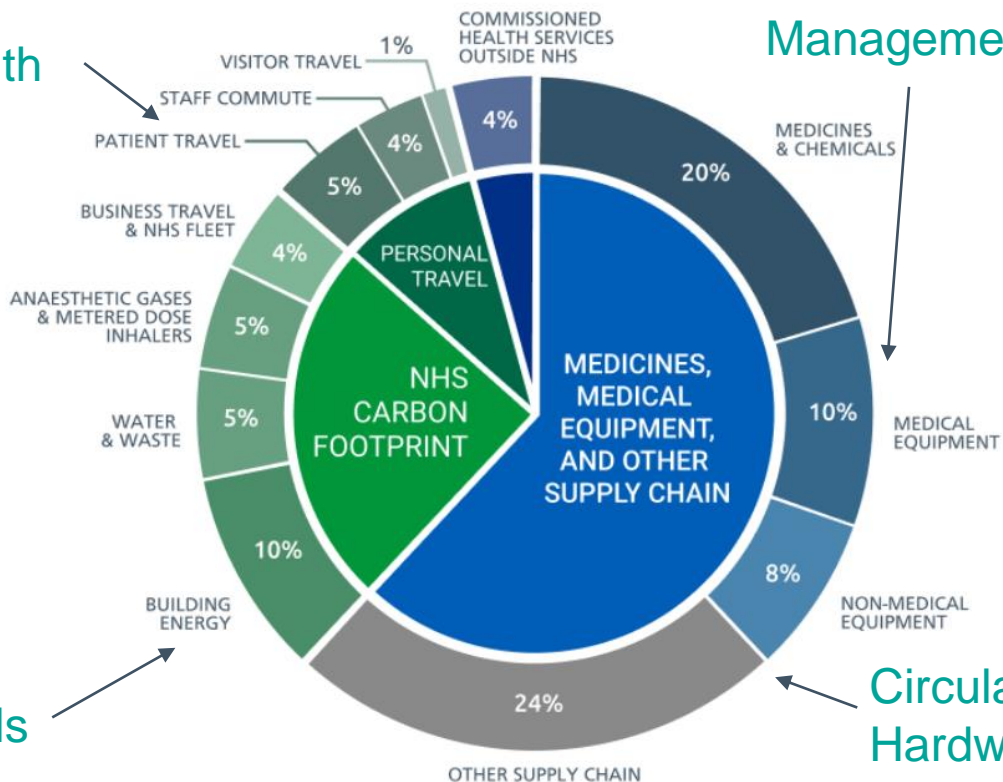 COMMISSIONED
HEALTH SERVICES
OUTSIDE NHS
1%
VISITOR TRAVEL
STAFF COMMUTE
PATIENT TRAVEL
BUSINESS TRAVEL
& NHS FLEET
ANAESTHETIC GASES
& METERED DOSE
INHALERS
WATER
& WASTE
BUILDING
ENERGY
OTHER SUPPLY CHAIN
NON-MEDICAL
EQUIPMENT
MEDICAL
EQUIPMENT
MEDICINES
& CHEMICALS
4%
20%
10%
8%
24%
10%
5%
5%
4%
5%
4%
PERSONAL
TRAVEL
NHS
CARBON
FOOTPRINT
MEDICINES,
MEDICAL
EQUIPMENT,
AND OTHER
SUPPLY CHAIN
th
Manageme
ls
Circula
Hardw